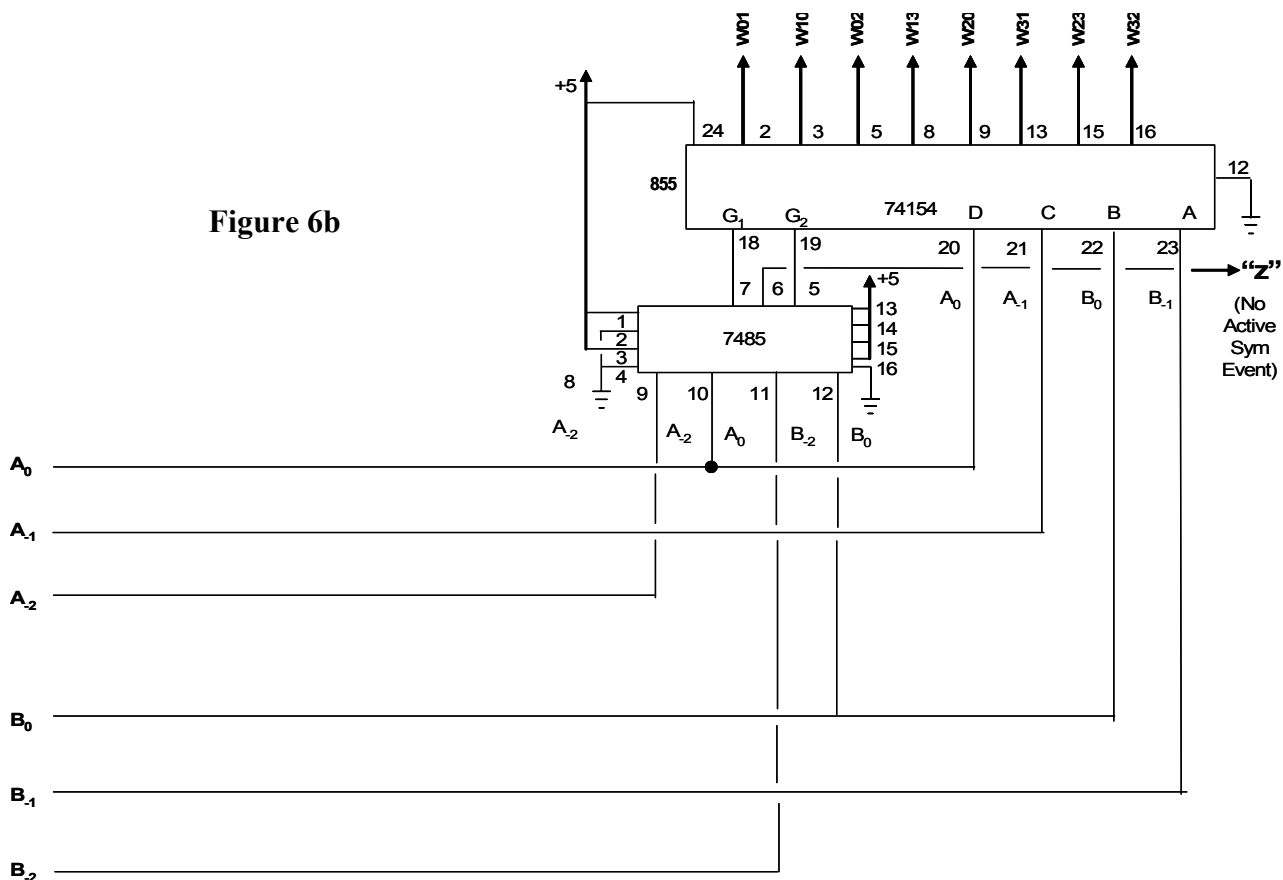 W01 W10 W02 W13 W20 W31 W23 W32
+5
24 2 3 5 8 9 13 15 16
855
12
Figure 6b
G1 G2 74154 D C B A
18 19 20 21 22 23
"z"
+5
7 6 5
A0 A-1 B0 B-1
(No
Active
Sym
Event)
1
2
3
4
7485
13
14
15
16
8
9 10 11 12
A-2 A-2 A0 B-2 B0
A0
A-1
A-2
B0
B-1
B-2